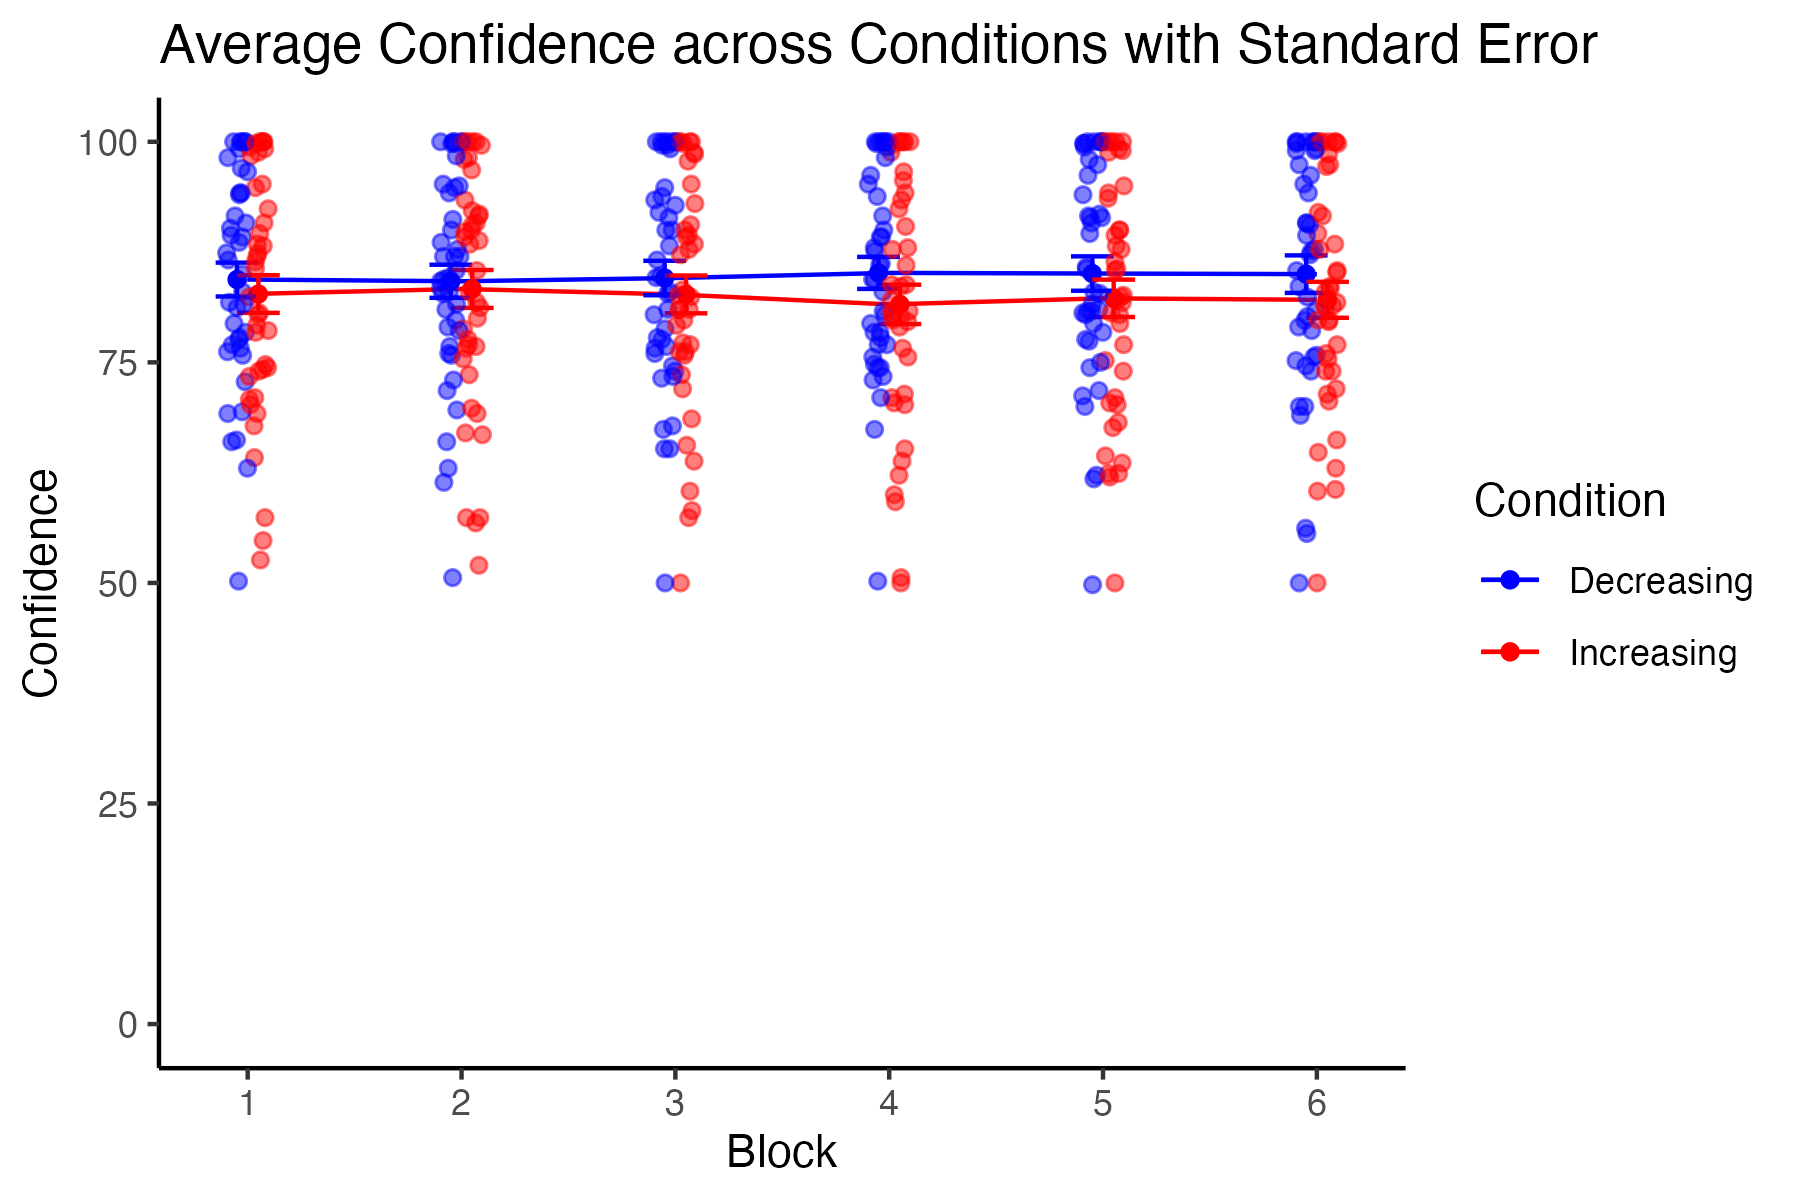 Average Confidence across Conditions with Standard Error
100
75
50
25
0
Confidence
1 2 3 4 5 6
Block
Condition
Decreasing
Increasing